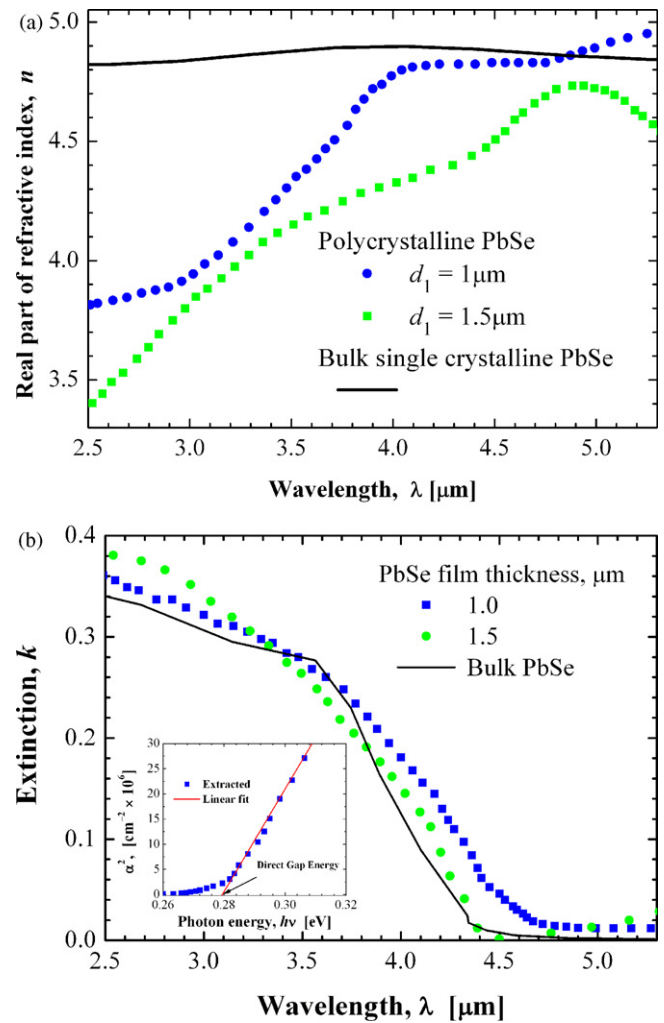 (a)
5.0
4.5
4.0
3.5
Real part of refractive index, n
Polycrystalline PbSe
d1 = 1μm
d1 = 1.5μm
Bulk single crystalline PbSe
2.5 3.0 3.5 4.0 4.5 5.0
Wavelength, λ [μm]
(b)
0.4
0.3
0.2
0.1
0.0
Extinction, k
PbSe film thickness, μm
1.0
1.5
Bulk PbSe
30
25
20
15
10
5
0
α², [cm⁻² × 10⁶]
Extracted
Linear fit
Direct Gap Energy
0.26 0.28 0.30 0.32
Photon energy, hν [eV]
2.5 3.0 3.5 4.0 4.5 5.0
Wavelength, λ [μm]